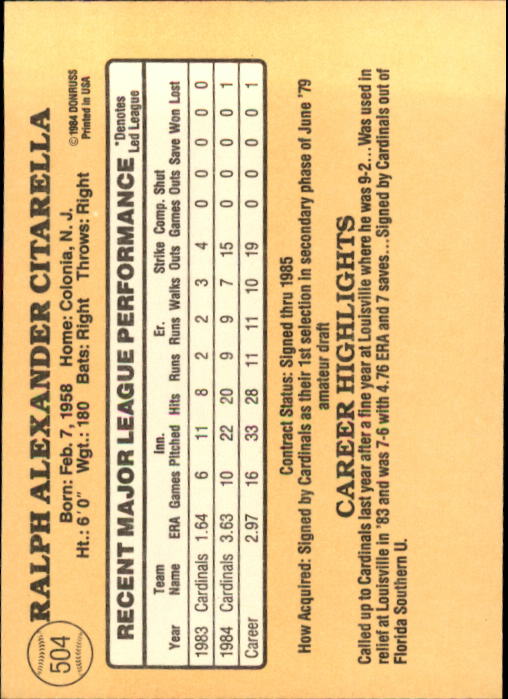 504
RALPH ALEXANDER CITARELLA
Born: Feb. 7, 1958 Home: Colonia, N.J.
Ht.: 6'0" Wgt.: 180 Bats: Right Throws: Right
©1984 DONRUSS
Printed in USA
RECENT MAJOR LEAGUE PERFORMANCE
*Denotes
Led League
Team Inn. Er. Strike Comp. Shut
Year Name ERA Games Pitched Hits Runs Runs Walks Outs Games Outs Save Won Lost
1983 Cardinals 1.64 6 11 8 2 2 3 4 0 0 0 0 0
1984 Cardinals 3.63 10 22 20 9 9 7 15 0 0 0 0 1
Career 2.97 16 33 28 11 11 10 19 0 0 0 0 1
Contract Status: Signed thru 1985
How Acquired: Signed by Cardinals as their 1st selection in secondary phase of June '79
amateur draft
CAREER HIGHLIGHTS
Called up to Cardinals last year after a fine year at Louisville where he was 9-2...Was used in
relief at Louisville in '83 and was 7-6 with 4.76 ERA and 7 saves...Signed by Cardinals out of
Florida Southern U.